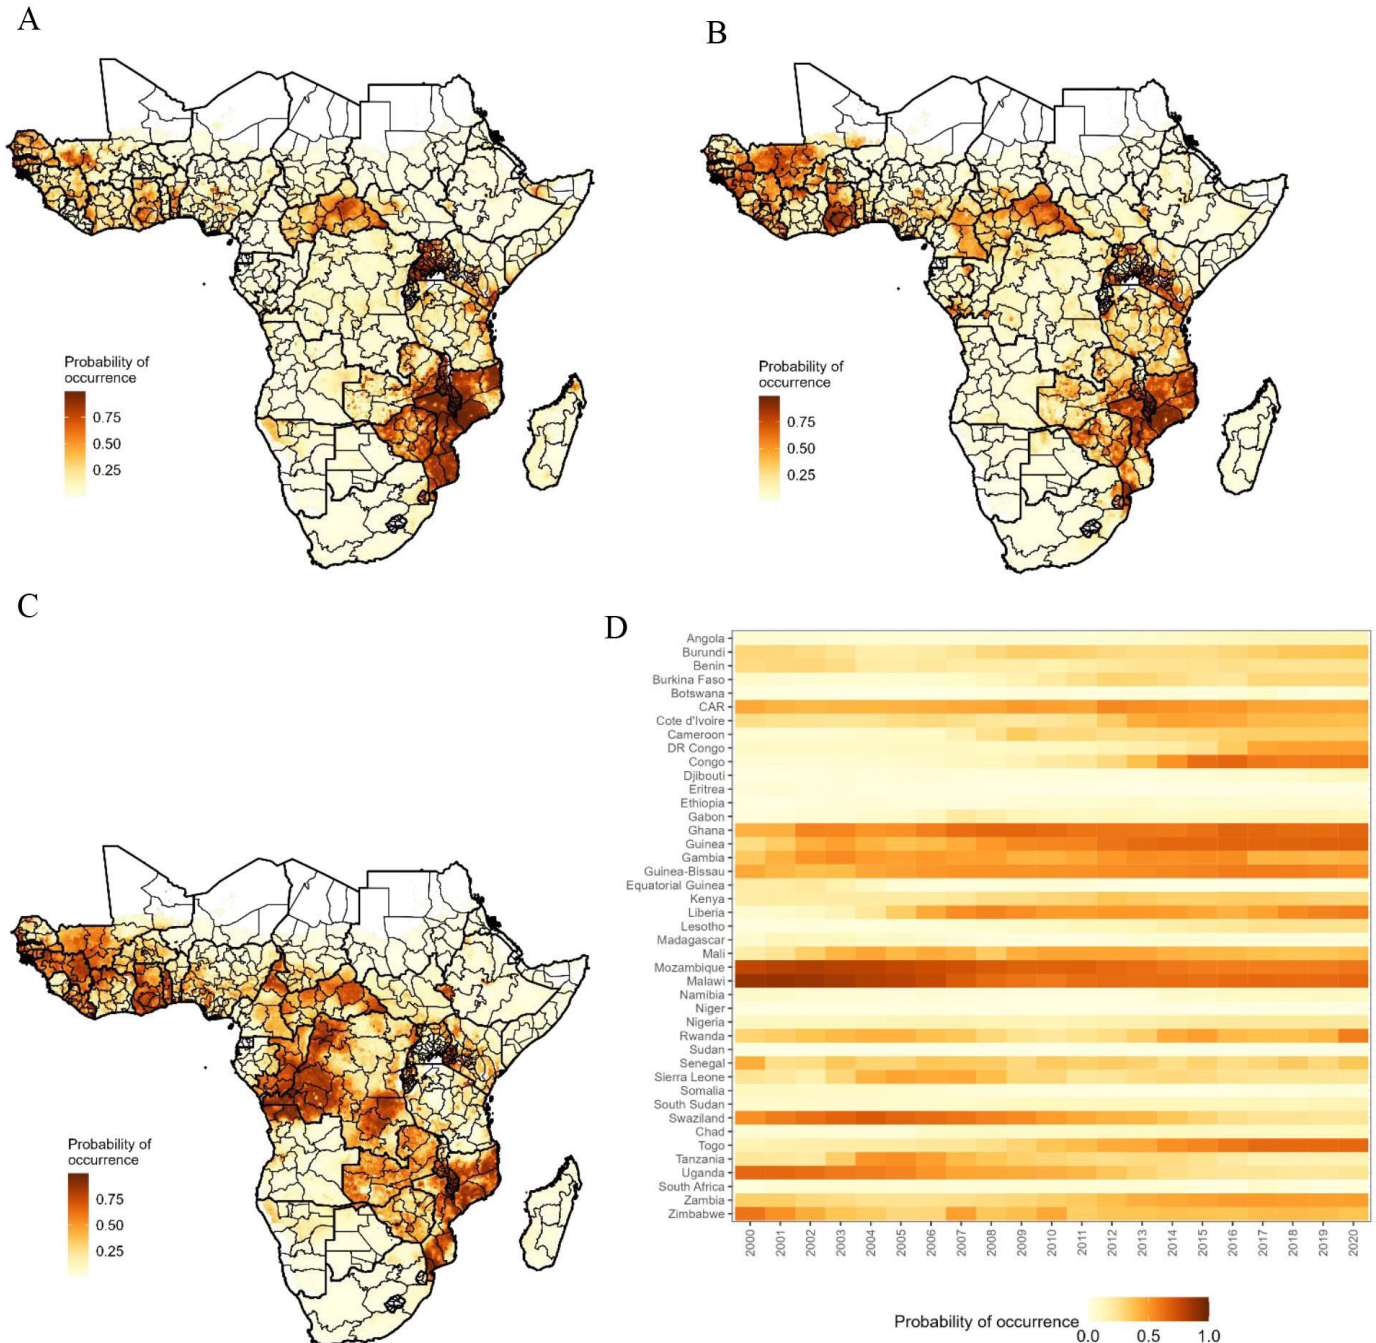 A
B
Probability of
occurrence
0.75
0.50
0.25
Probability of
occurrence
0.75
0.50
0.25
C
D
Probability of
occurrence
0.75
0.50
0.25
Angola
Burundi
Benin
Burkina Faso
Botswana
CAR
Cote d'Ivoire
Cameroon
DR Congo
Congo
Djibouti
Eritrea
Ethiopia
Gabon
Ghana
Guinea
Gambia
Guinea-Bissau
Equatorial Guinea
Kenya
Liberia
Lesotho
Madagascar
Mali
Mozambique
Malawi
Namibia
Niger
Nigeria
Rwanda
Sudan
Senegal
Sierra Leone
Somalia
South Sudan
Swaziland
Chad
Togo
Tanzania
Uganda
South Africa
Zambia
Zimbabwe
2000 2001 2002 2003 2004 2005 2006 2007 2008 2009 2010 2011 2012 2013 2014 2015 2016 2017 2018 2019 2020
Probability of occurrence
0.0 0.5 1.0